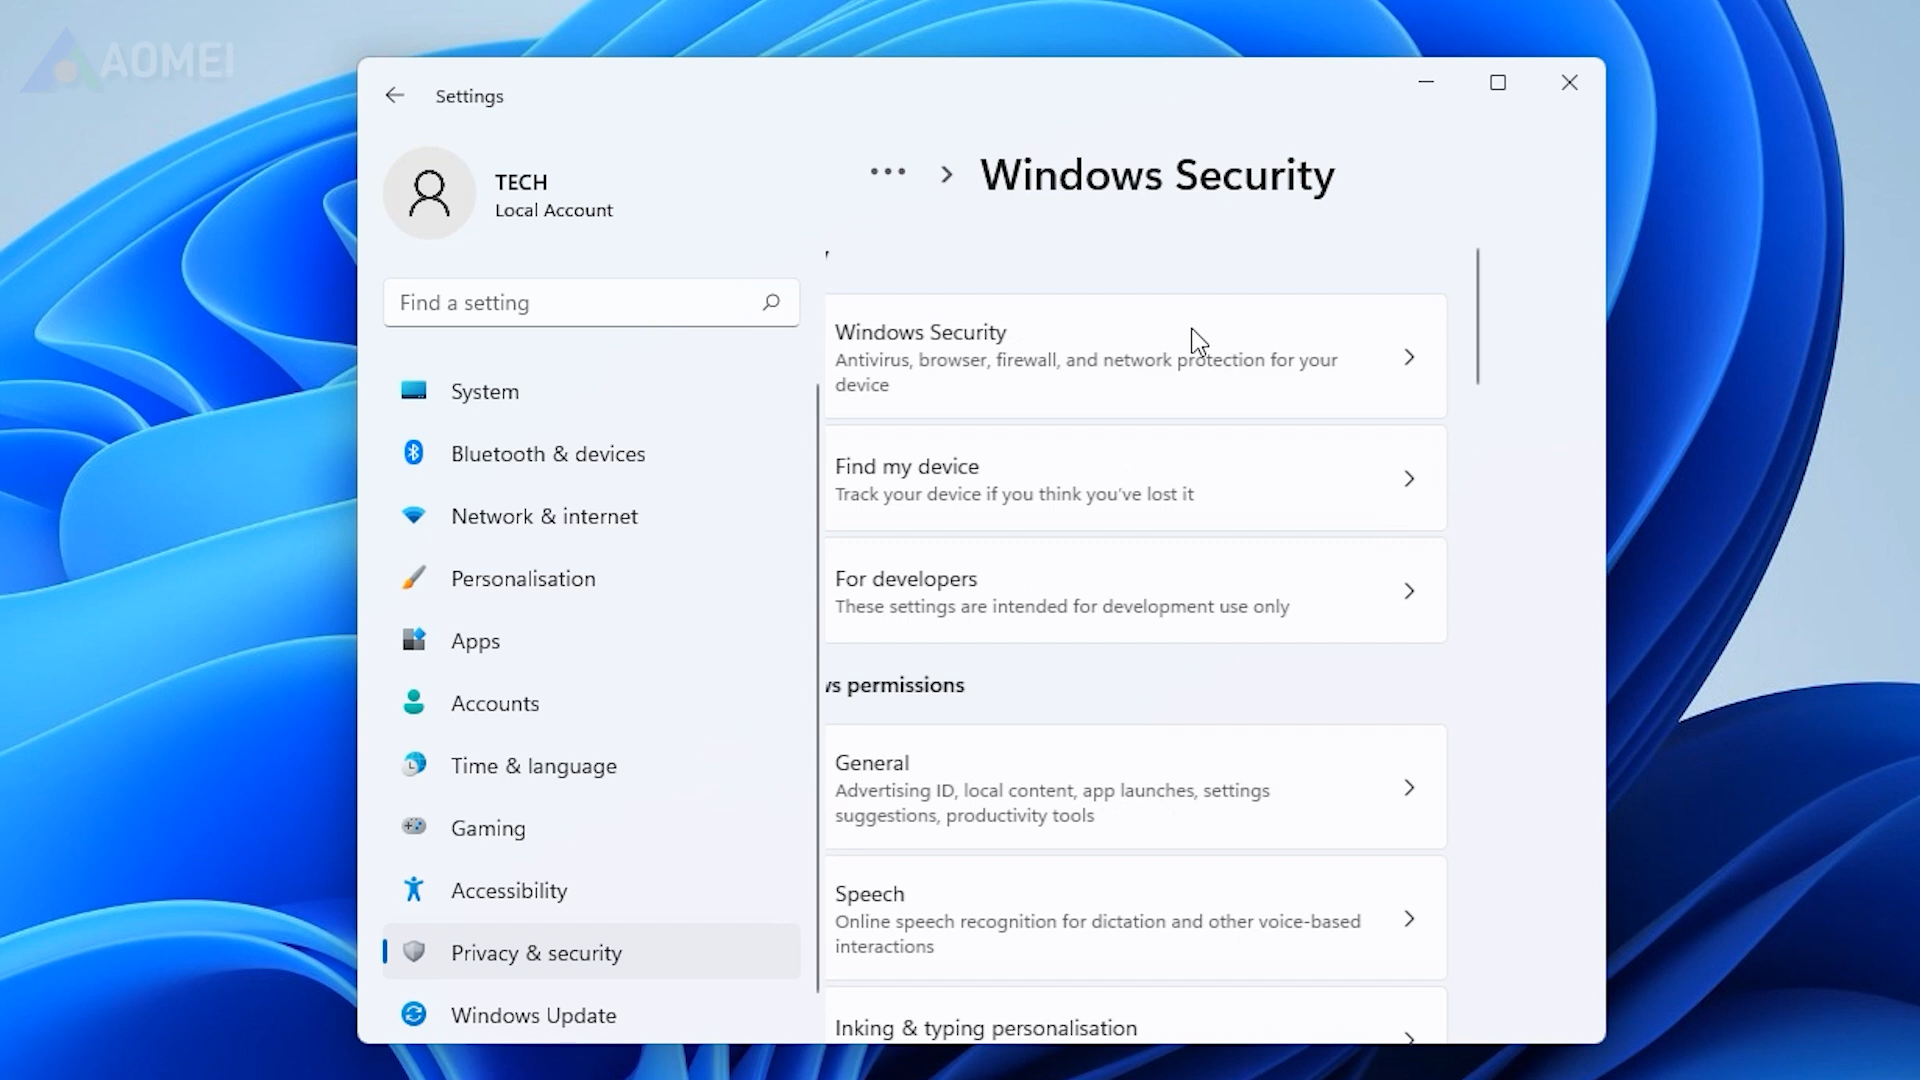 AOMEI
Settings
TECH
Local Account
Find a setting
System
Bluetooth & devices
Network & internet
Personalisation
Apps
Accounts
Time & language
Gaming
Accessibility
Privacy & security
Windows Update
… > Windows Security
Windows Security
Antivirus, browser, firewall, and network protection for your
device
Find my device
Track your device if you think you've lost it
For developers
These settings are intended for development use only
ws permissions
General
Advertising ID, local content, app launches, settings
suggestions, productivity tools
Speech
Online speech recognition for dictation and other voice-based
interactions
Inking & typing personalisation